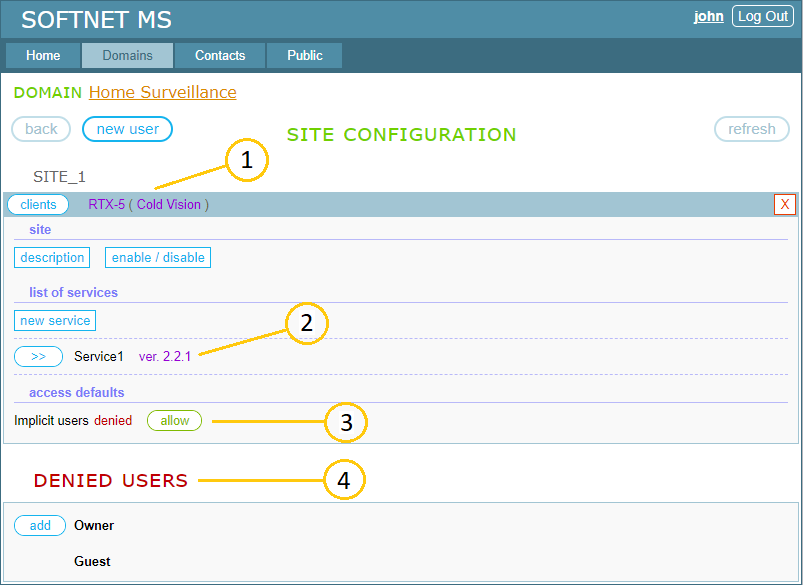 SOFTNET MS
john Log Out
Home Domains Contacts Public
DOMAIN Home Surveillance
back new user SITE CONFIGURATION refresh
1
SITE_1
clients RTX-5 ( Cold Vision ) X
site
description enable / disable
list of services
new service
2
>> Service1 ver. 2.2.1
access defaults
Implicit users denied allow 3
DENIED USERS 4
add Owner
Guest